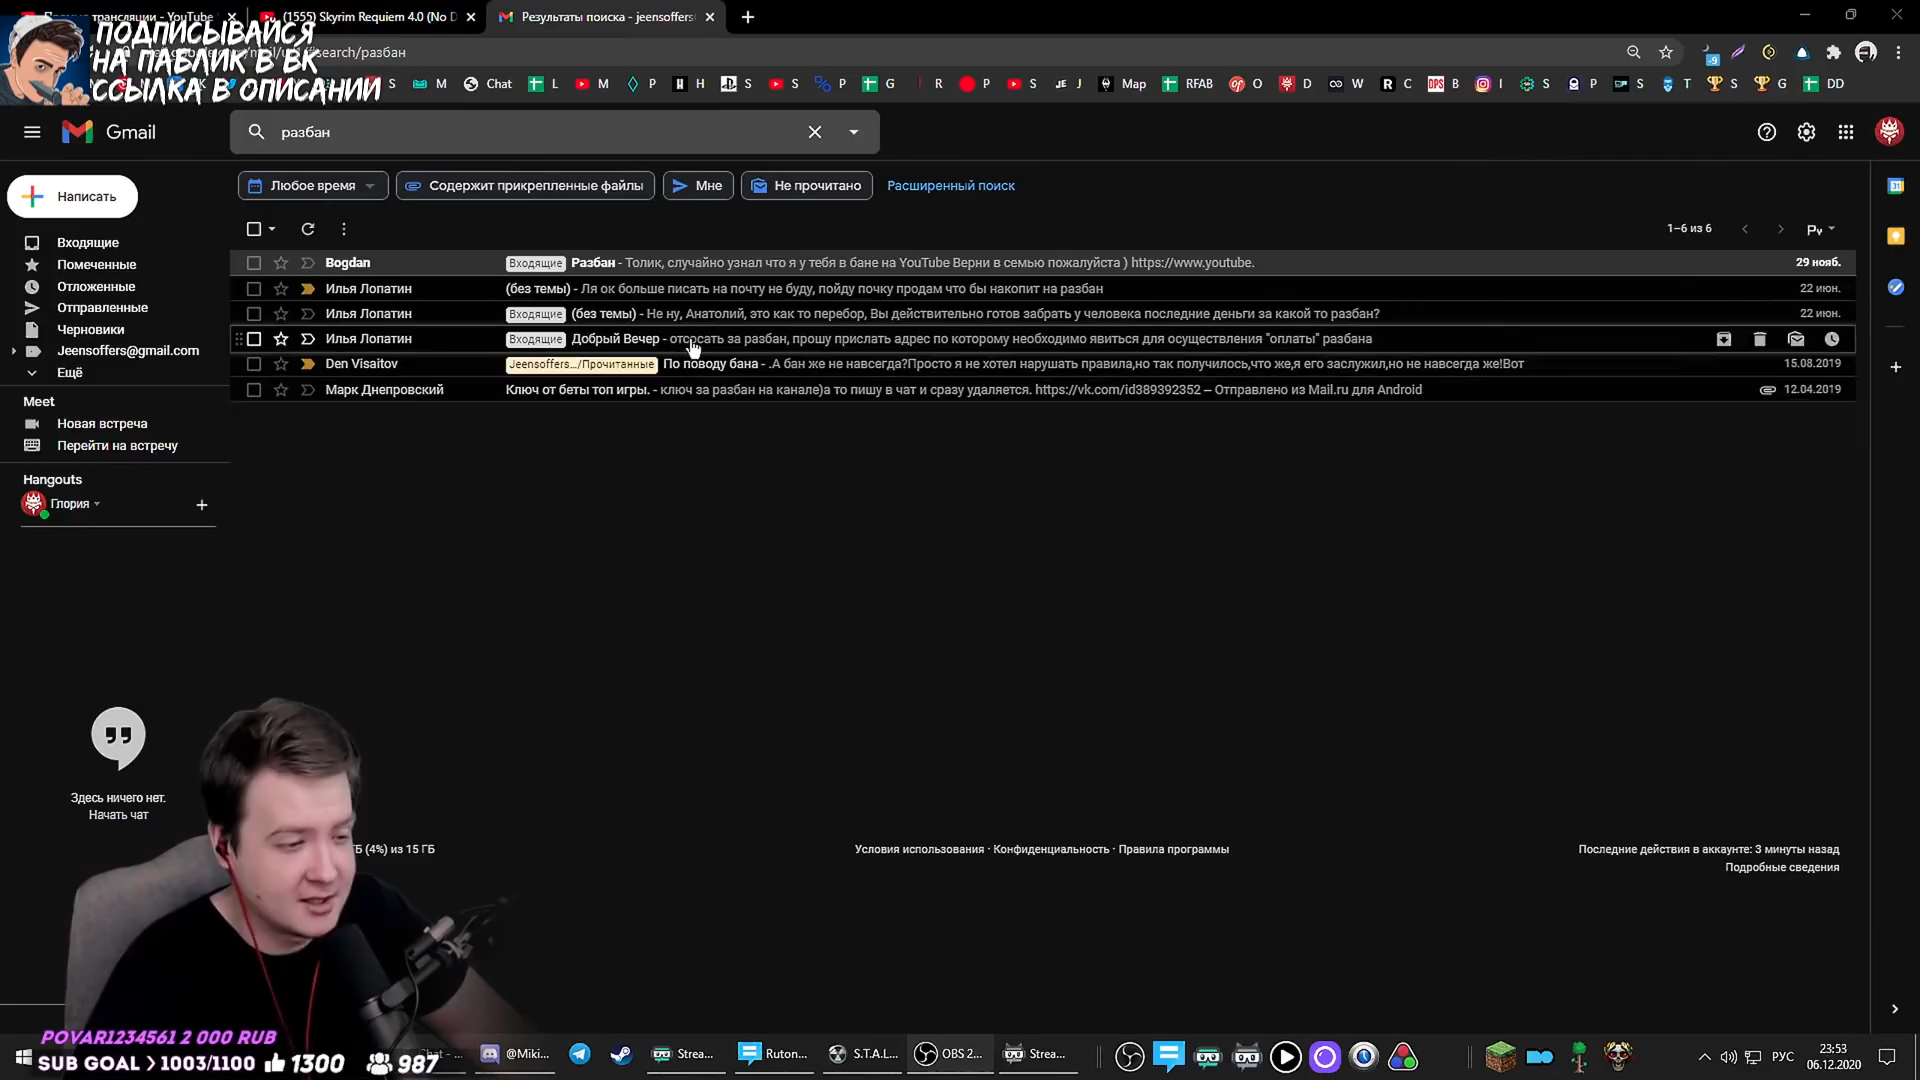 ПОДПИСЫВАЙСЯ
НА ПАБЛИК В ВК
ССЫЛКА В ОПИСАНИИ
YouTube
(1555) Skyrim Requiem 4.0 (No D
Результаты поиска - jeensoffers
#search/разбан
S M Chat L M P H S S P G R P S J Map RFAB O D W C B I S P S T S G DD
Gmail
разбан
Написать
Любое время
Содержит прикрепленные файлы
Мне
Не прочитано
Расширенный поиск
1–6 из 6
Входящие
Помеченные
Отложенные
Отправленные
Черновики
Jeensoffers@gmail.com
Ещё
Meet
Новая встреча
Перейти на встречу
Hangouts
Глория
Здесь ничего нет.
Начать чат
Bogdan Входящие Разбан - Толик, случайно узнал что я у тебя в бане на YouTube Верни в семью пожалуйста ) https://www.youtube. 29 нояб.
Илья Лопатин (без темы) - Ля ок больше писать на почту не буду, пойду почку продам что бы накопит на разбан 22 июн.
Илья Лопатин Входящие (без темы) - Не ну, Анатолий, это как то перебор, Вы действительно готов забрать у человека последние деньги за какой то разбан? 22 июн.
Илья Лопатин Входящие Добрый Вечер - отсосать за разбан, прошу прислать адрес по которому необходимо явиться для осуществления "оплаты" разбана
Den Visaitov Jeensoffers.../Прочитанные По поводу бана - .А бан же не навсегда?Просто я не хотел нарушать правила,но так получилось,что же,я его заслужил,но не навсегда же!Вот 15.08.2019
Марк Днепровский Ключ от беты топ игры. - ключ за разбан на канале)а то пишу в чат и сразу удаляется. https://vk.com/id389392352 – Отправлено из Mail.ru для Android 12.04.2019
ГБ (4%) из 15 ГБ
Условия использования · Конфиденциальность · Правила программы
Последние действия в аккаунте: 3 минуты назад
Подробные сведения
POVAR1234561 2 000 RUB
SUB GOAL > 1003/1100 1300 987
@Miki... Strea... Ruton... S.T.A.L... OBS 2... Strea...
РУС
23:53
06.12.2020